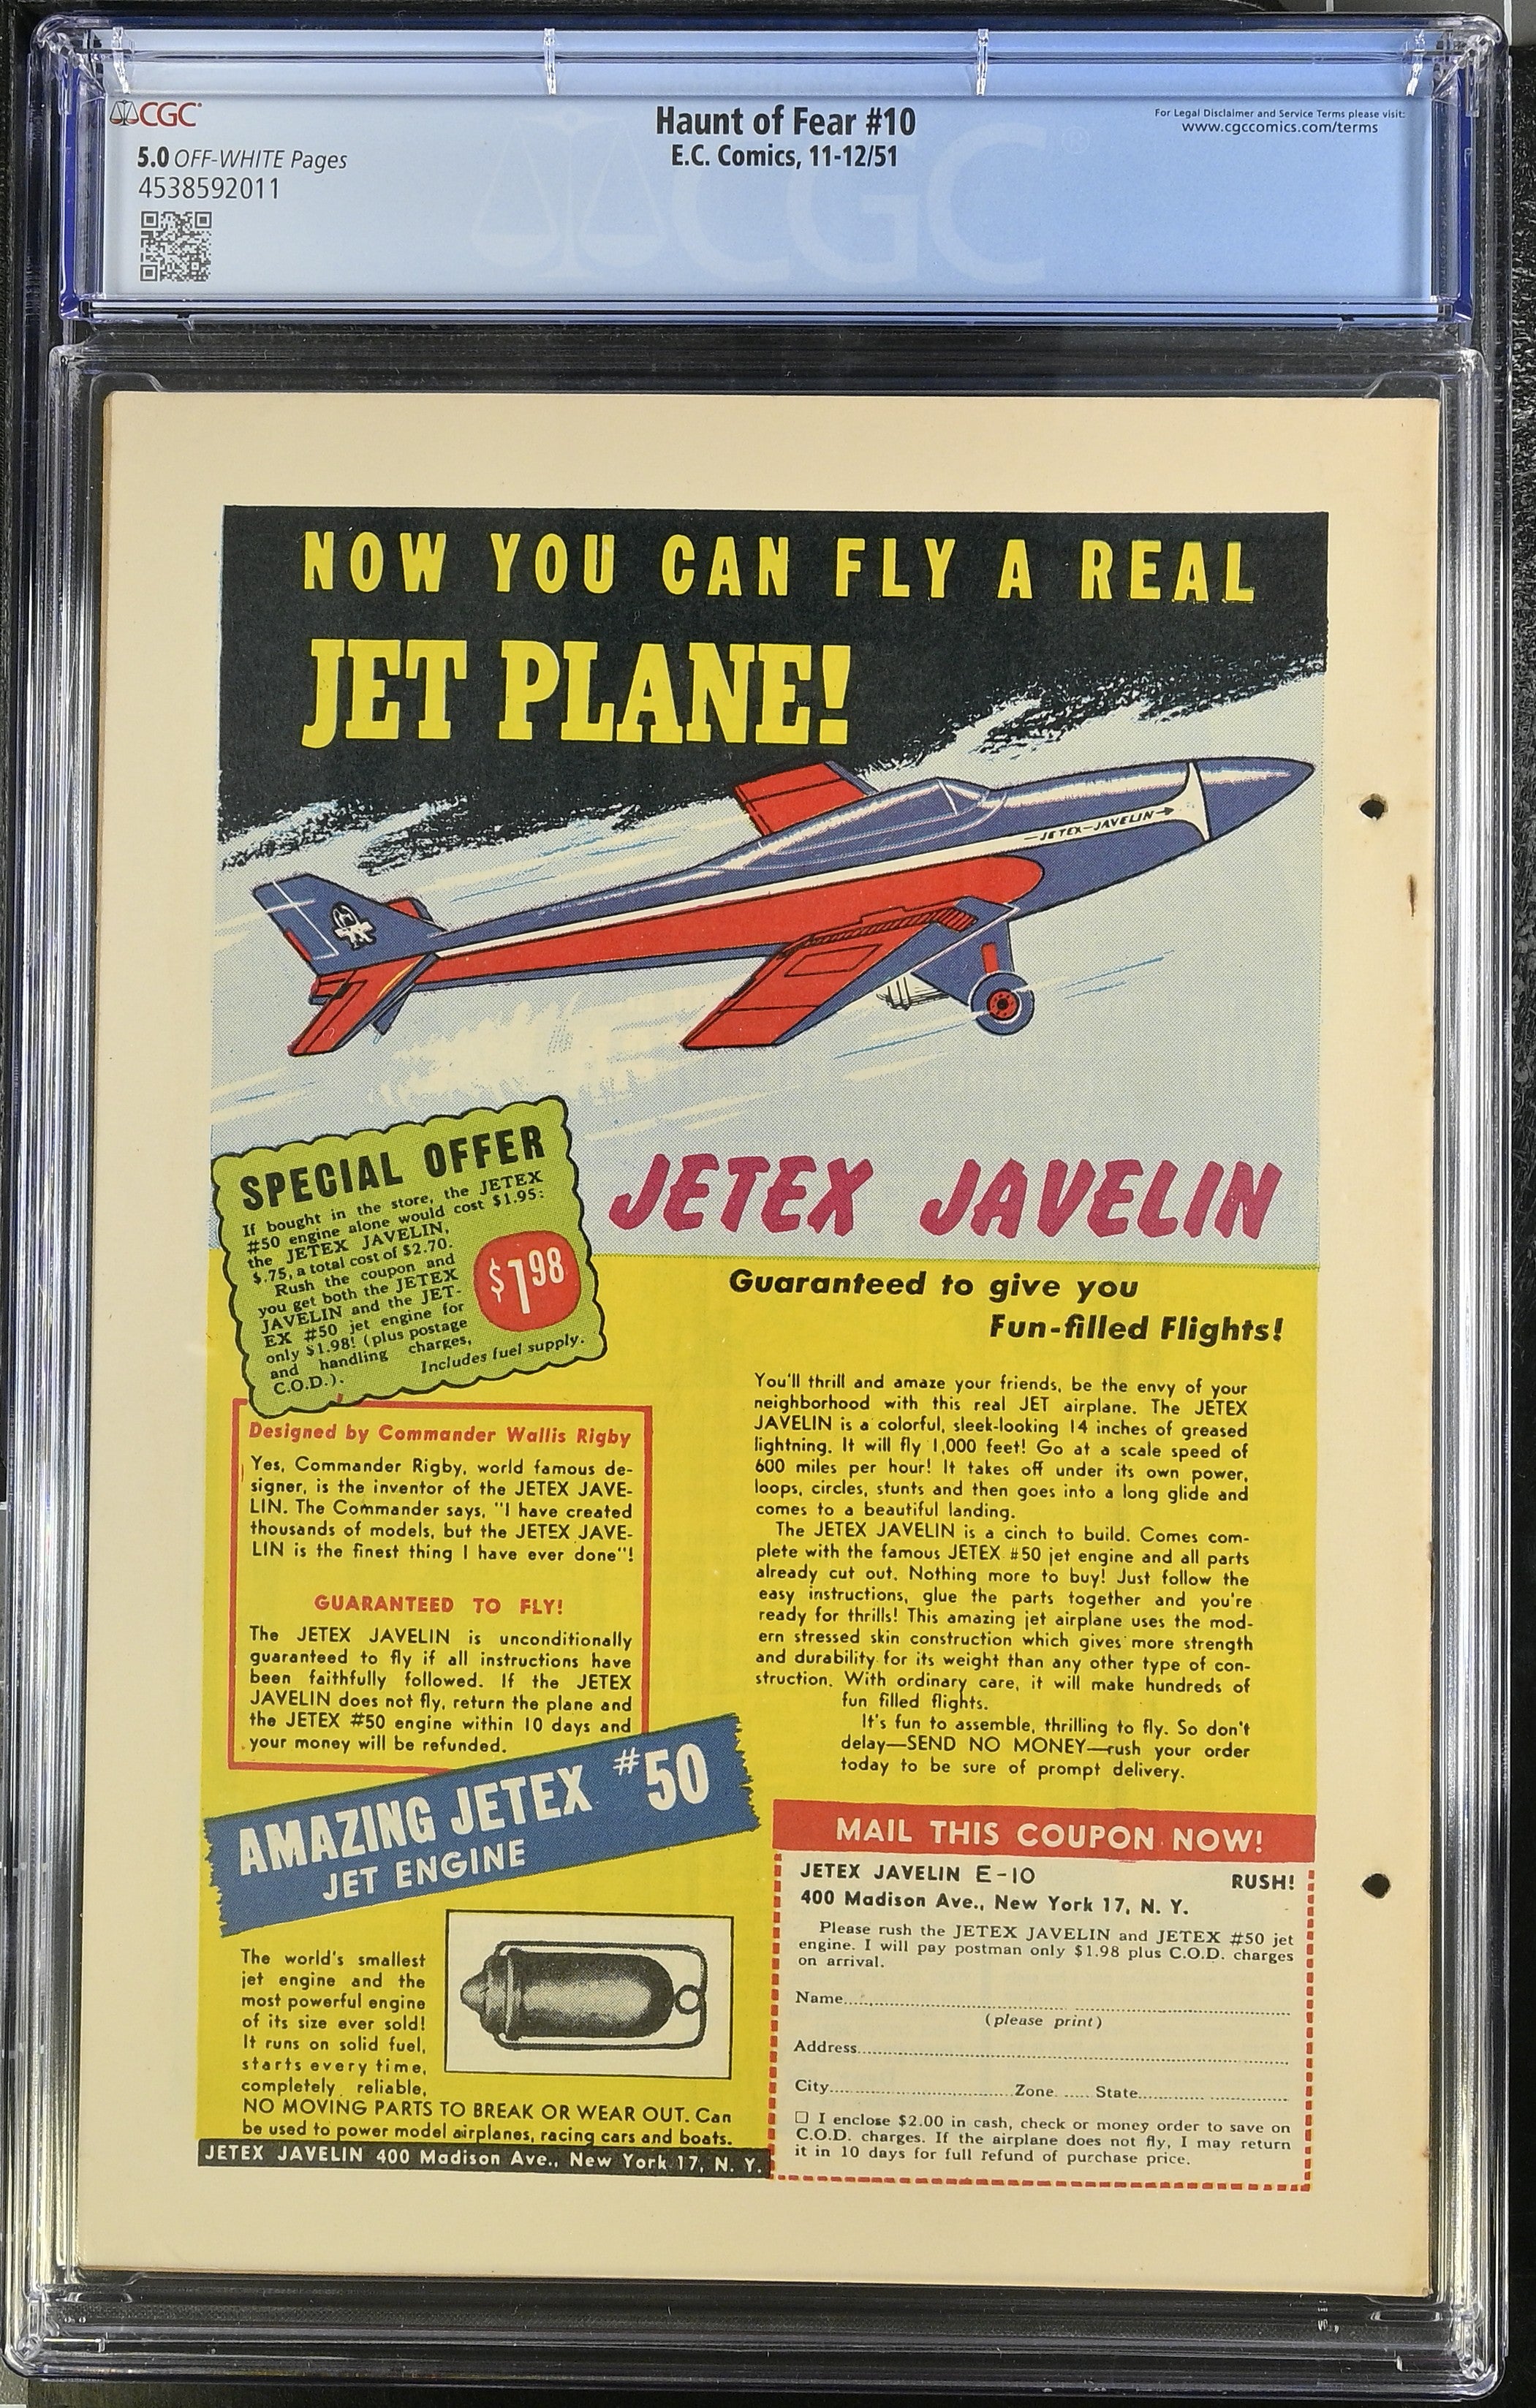 CGC
5.0 OFF-WHITE Pages
4538592011
Haunt of Fear #10
E.C. Comics, 11-12/51
For Legal Disclaimer and Service Terms please visit:
www.cgccomics.com/terms
CGC
NOW YOU CAN FLY A REAL
JET PLANE!
JETEX-JAVELIN
SPECIAL OFFER
If bought in the store, the JETEX
#50 engine alone would cost $1.95:
the JETEX JAVELIN,
$.75, a total cost of $2.70.
Rush the coupon and
you get both the JETEX
JAVELIN and the JET-
EX #50 jet engine for
only $1.98! (plus postage
and handling charges,
C.O.D.).
Includes fuel supply.
$1.98
JETEX JAVELIN
Guaranteed to give you
Fun-filled Flights!
Designed by Commander Wallis Rigby
Yes, Commander Rigby, world famous de-
signer, is the inventor of the JETEX JAVE-
LIN. The Commander says, "I have created
thousands of models, but the JETEX JAVE-
LIN is the finest thing I have ever done"!
GUARANTEED TO FLY!
The JETEX JAVELIN is unconditionally
guaranteed to fly if all instructions have
been faithfully followed. If the JETEX
JAVELIN does not fly, return the plane and
the JETEX #50 engine within 10 days and
your money will be refunded.
You'll thrill and amaze your friends, be the envy of your
neighborhood with this real JET airplane. The JETEX
JAVELIN is a colorful, sleek-looking 14 inches of greased
lightning. It will fly 1,000 feet! Go at a scale speed of
600 miles per hour! It takes off under its own power,
loops, circles, stunts and then goes into a long glide and
comes to a beautiful landing.
The JETEX JAVELIN is a cinch to build. Comes com-
plete with the famous JETEX #50 jet engine and all parts
already cut out. Nothing more to buy! Just follow the
easy instructions, glue the parts together and you're
ready for thrills! This amazing jet airplane uses the mod-
ern stressed skin construction which gives more strength
and durability for its weight than any other type of con-
struction. With ordinary care, it will make hundreds of
fun filled flights.
It's fun to assemble, thrilling to fly. So don't
delay—SEND NO MONEY—rush your order
today to be sure of prompt delivery.
AMAZING JETEX #50
JET ENGINE
The world's smallest
jet engine and the
most powerful engine
of its size ever sold!
It runs on solid fuel,
starts every time,
completely reliable,
NO MOVING PARTS TO BREAK OR WEAR OUT. Can
be used to power model airplanes, racing cars and boats.
JETEX JAVELIN 400 Madison Ave., New York 17, N. Y.
MAIL THIS COUPON NOW!
JETEX JAVELIN E-10 RUSH!
400 Madison Ave., New York 17, N. Y.
Please rush the JETEX JAVELIN and JETEX #50 jet
engine. I will pay postman only $1.98 plus C.O.D. charges
on arrival.
Name
(please print)
Address
City Zone State
☐ I enclose $2.00 in cash, check or money order to save on
C.O.D. charges. If the airplane does not fly, I may return
it in 10 days for full refund of purchase price.